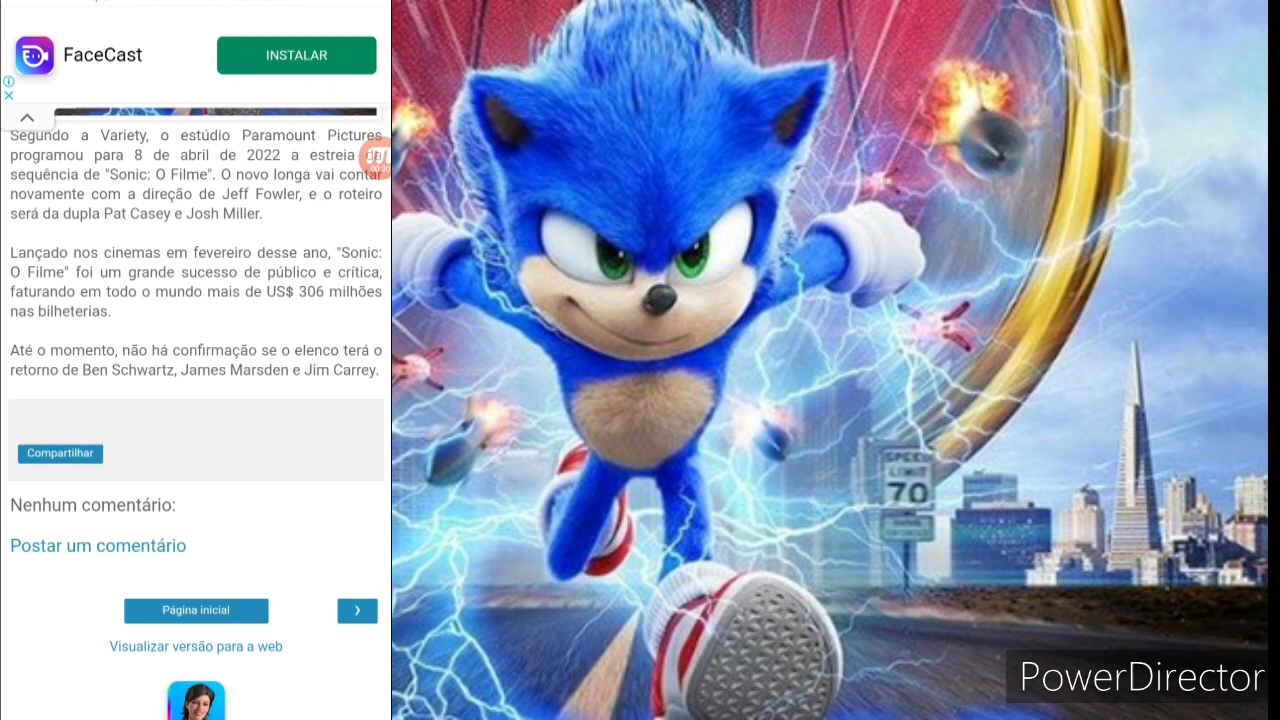 FaceCast
INSTALAR
Segundo a Variety, o estúdio Paramount Pictures
programou para 8 de abril de 2022 a estreia da
sequência de "Sonic: O Filme". O novo longa vai contar
novamente com a direção de Jeff Fowler, e o roteiro
será da dupla Pat Casey e Josh Miller.
Lançado nos cinemas em fevereiro desse ano, "Sonic:
O Filme" foi um grande sucesso de público e crítica,
faturando em todo o mundo mais de US$ 306 milhões
nas bilheterias.
Até o momento, não há confirmação se o elenco terá o
retorno de Ben Schwartz, James Marsden e Jim Carrey.
Compartilhar
Nenhum comentário:
Postar um comentário
Página inicial
Visualizar versão para a web
SPEED
LIMIT
70
PowerDirector